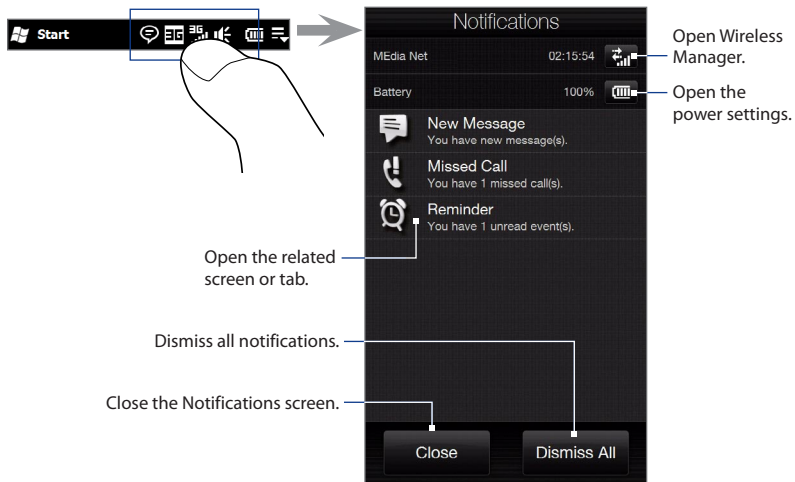 Start
3G
Notifications
MEdia Net 02:15:54
Battery 100%
New Message
You have new message(s).
Missed Call
You have 1 missed call(s).
Reminder
You have 1 unread event(s).
Close Dismiss All
Open Wireless
Manager.
Open the
power settings.
Open the related
screen or tab.
Dismiss all notifications.
Close the Notifications screen.